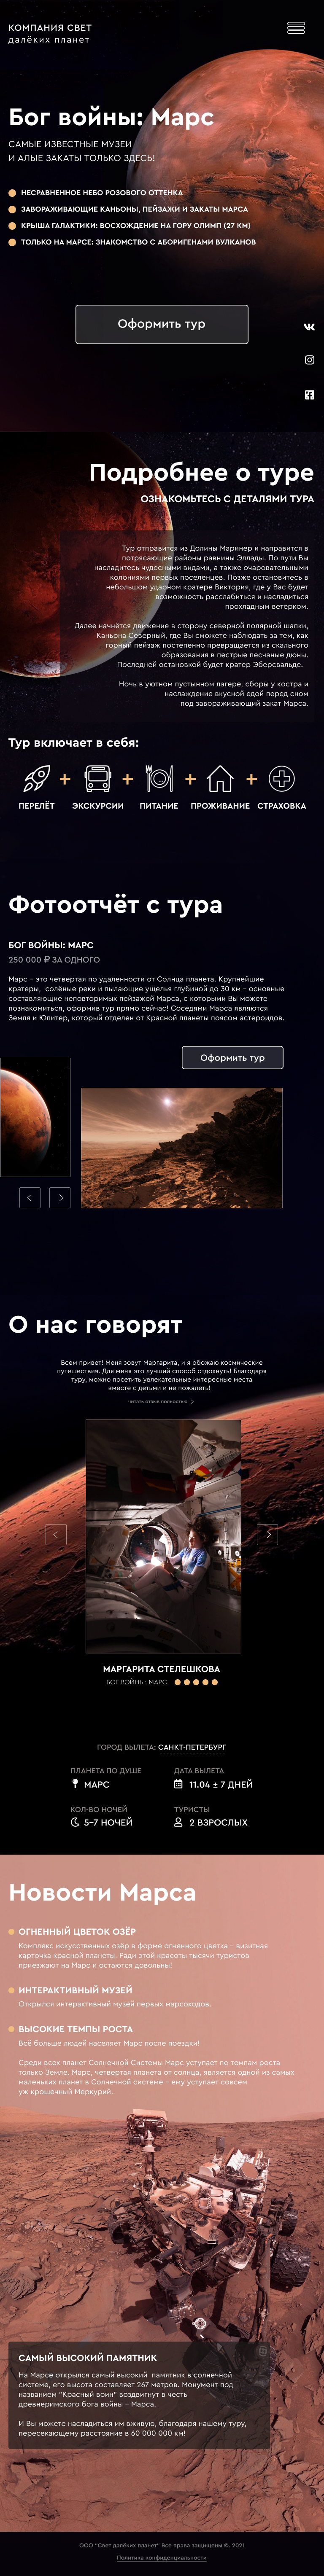 КОМПАНИЯ СВЕТ
далёких планет
Бог войны: Марс
САМЫЕ ИЗВЕСТНЫЕ МУЗЕИ
И АЛЫЕ ЗАКАТЫ ТОЛЬКО ЗДЕСЬ!
НЕСРАВНЕННОЕ НЕБО РОЗОВОГО ОТТЕНКА
ЗАВОРАЖИВАЮЩИЕ КАНЬОНЫ, ПЕЙЗАЖИ И ЗАКАТЫ МАРСА
КРЫША ГАЛАКТИКИ: ВОСХОЖДЕНИЕ НА ГОРУ ОЛИМП (27 КМ)
ТОЛЬКО НА МАРСЕ: ЗНАКОМСТВО С АБОРИГЕНАМИ ВУЛКАНОВ
Оформить тур
Подробнее о туре
ОЗНАКОМЬТЕСЬ С ДЕТАЛЯМИ ТУРА
Тур отправится из Долины Маринер и направится в
потрясающие районы равнины Эллады. По пути Вы
насладитесь чудесными видами, а также очаровательными
колониями первых поселенцев. Позже остановитесь в
небольшом ударном кратере Виктория, где у Вас будет
возможность расслабиться и насладиться
прохладным ветерком.
Далее начнётся движение в сторону северной полярной шапки,
Каньона Северный, где Вы сможете наблюдать за тем, как
горный пейзаж постепенно превращается из скального
образования в пестрые песчаные дюны.
Последней остановкой будет кратер Эберсвальде.
Ночь в уютном пустынном лагере, сборы у костра и
наслаждение вкусной едой перед сном
под завораживающий закат Марса.
Тур включает в себя:
ПЕРЕЛЁТ + ЭКСКУРСИИ + ПИТАНИЕ + ПРОЖИВАНИЕ + СТРАХОВКА
Фотоотчёт с тура
БОГ ВОЙНЫ: МАРС
250 000 ₽ ЗА ОДНОГО
Марс – это четвертая по удаленности от Солнца планета. Крупнейшие
кратеры, солёные реки и пылающие ущелья глубиной до 30 км – основные
составляющие неповторимых пейзажей Марса, с которыми Вы можете
познакомиться, оформив тур прямо сейчас! Соседями Марса являются
Земля и Юпитер, который отделен от Красной планеты поясом астероидов.
Оформить тур
О нас говорят
Всем привет! Меня зовут Маргарита, и я обожаю космические
путешествия. Для меня это лучший способ отдохнуть! Благодаря
туру, можно посетить увлекательные интересные места
вместе с детьми и не пожалеть!
читать отзыв полностью
МАРГАРИТА СТЕЛЕШКОВА
БОГ ВОЙНЫ: МАРС
ГОРОД ВЫЛЕТА: САНКТ-ПЕТЕРБУРГ
ПЛАНЕТА ПО ДУШЕ
МАРС
ДАТА ВЫЛЕТА
11.04 ± 7 ДНЕЙ
КОЛ-ВО НОЧЕЙ
5-7 НОЧЕЙ
ТУРИСТЫ
2 ВЗРОСЛЫХ
Новости Марса
ОГНЕННЫЙ ЦВЕТОК ОЗЁР
Комплекс искусственных озёр в форме огненного цветка – визитная
карточка красной планеты. Ради этой красоты тысячи туристов
приезжают на Марс и остаются довольны!
ИНТЕРАКТИВНЫЙ МУЗЕЙ
Открылся интерактивный музей первых марсоходов.
ВЫСОКИЕ ТЕМПЫ РОСТА
Всё больше людей населяет Марс после поездки!
Среди всех планет Солнечной Системы Марс уступает по темпам роста
только Земле. Марс, четвертая планета от солнца, является одной из самых
маленьких планет в Солнечной системе – ему уступает совсем
уж крошечный Меркурий.
САМЫЙ ВЫСОКИЙ ПАМЯТНИК
На Марсе открылся самый высокий памятник в солнечной
системе, его высота составляет 267 метров. Монумент под
названием "Красный воин" воздвигнут в честь
древнеримского бога войны – Марса.
И Вы можете насладиться им вживую, благодаря нашему туру,
пересекающему расстояние в 60 000 000 км!
ООО "Свет далёких планет" Все права защищены ©. 2021
Политика конфиденциальности